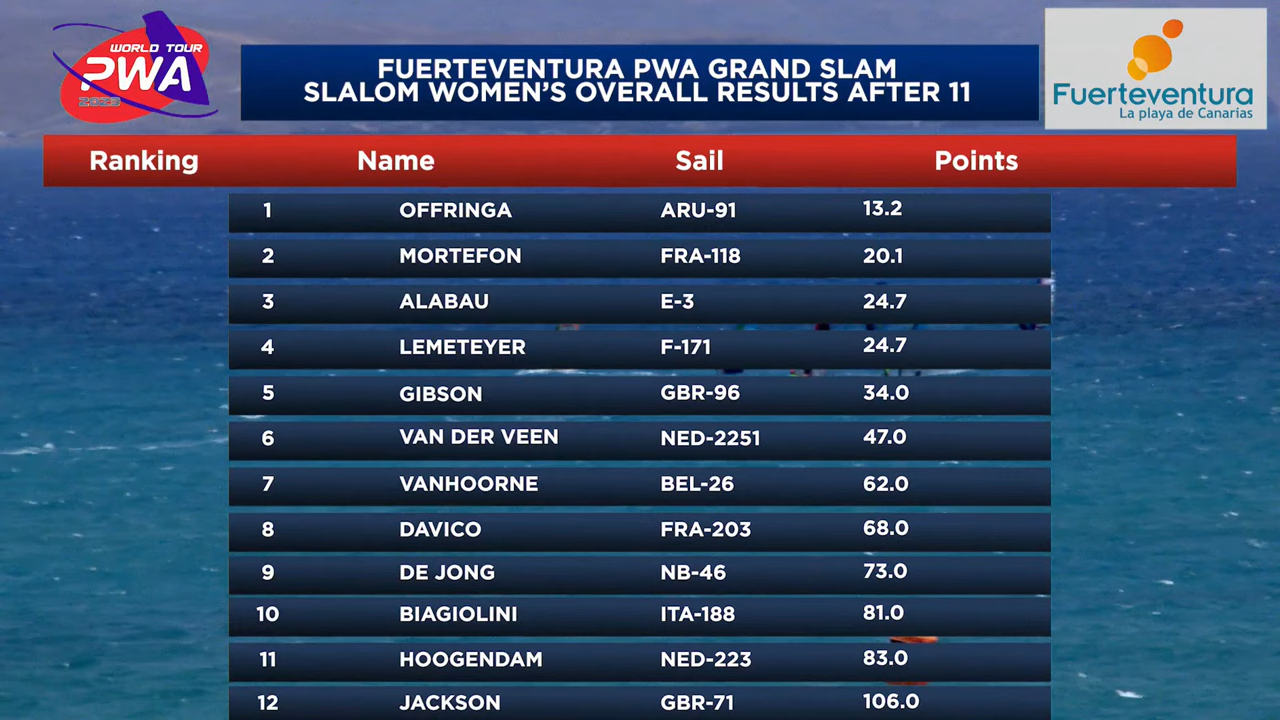 WORLD TOUR
PWA
2023
FUERTEVENTURA PWA GRAND SLAM
SLALOM WOMEN'S OVERALL RESULTS AFTER 11
Fuerteventura
La playa de Canarias
Ranking Name Sail Points
1 OFFRINGA ARU-91 13.2
2 MORTEFON FRA-118 20.1
3 ALABAU E-3 24.7
4 LEMETEYER F-171 24.7
5 GIBSON GBR-96 34.0
6 VAN DER VEEN NED-2251 47.0
7 VANHOORNE BEL-26 62.0
8 DAVICO FRA-203 68.0
9 DE JONG NB-46 73.0
10 BIAGIOLINI ITA-188 81.0
11 HOOGENDAM NED-223 83.0
12 JACKSON GBR-71 106.0